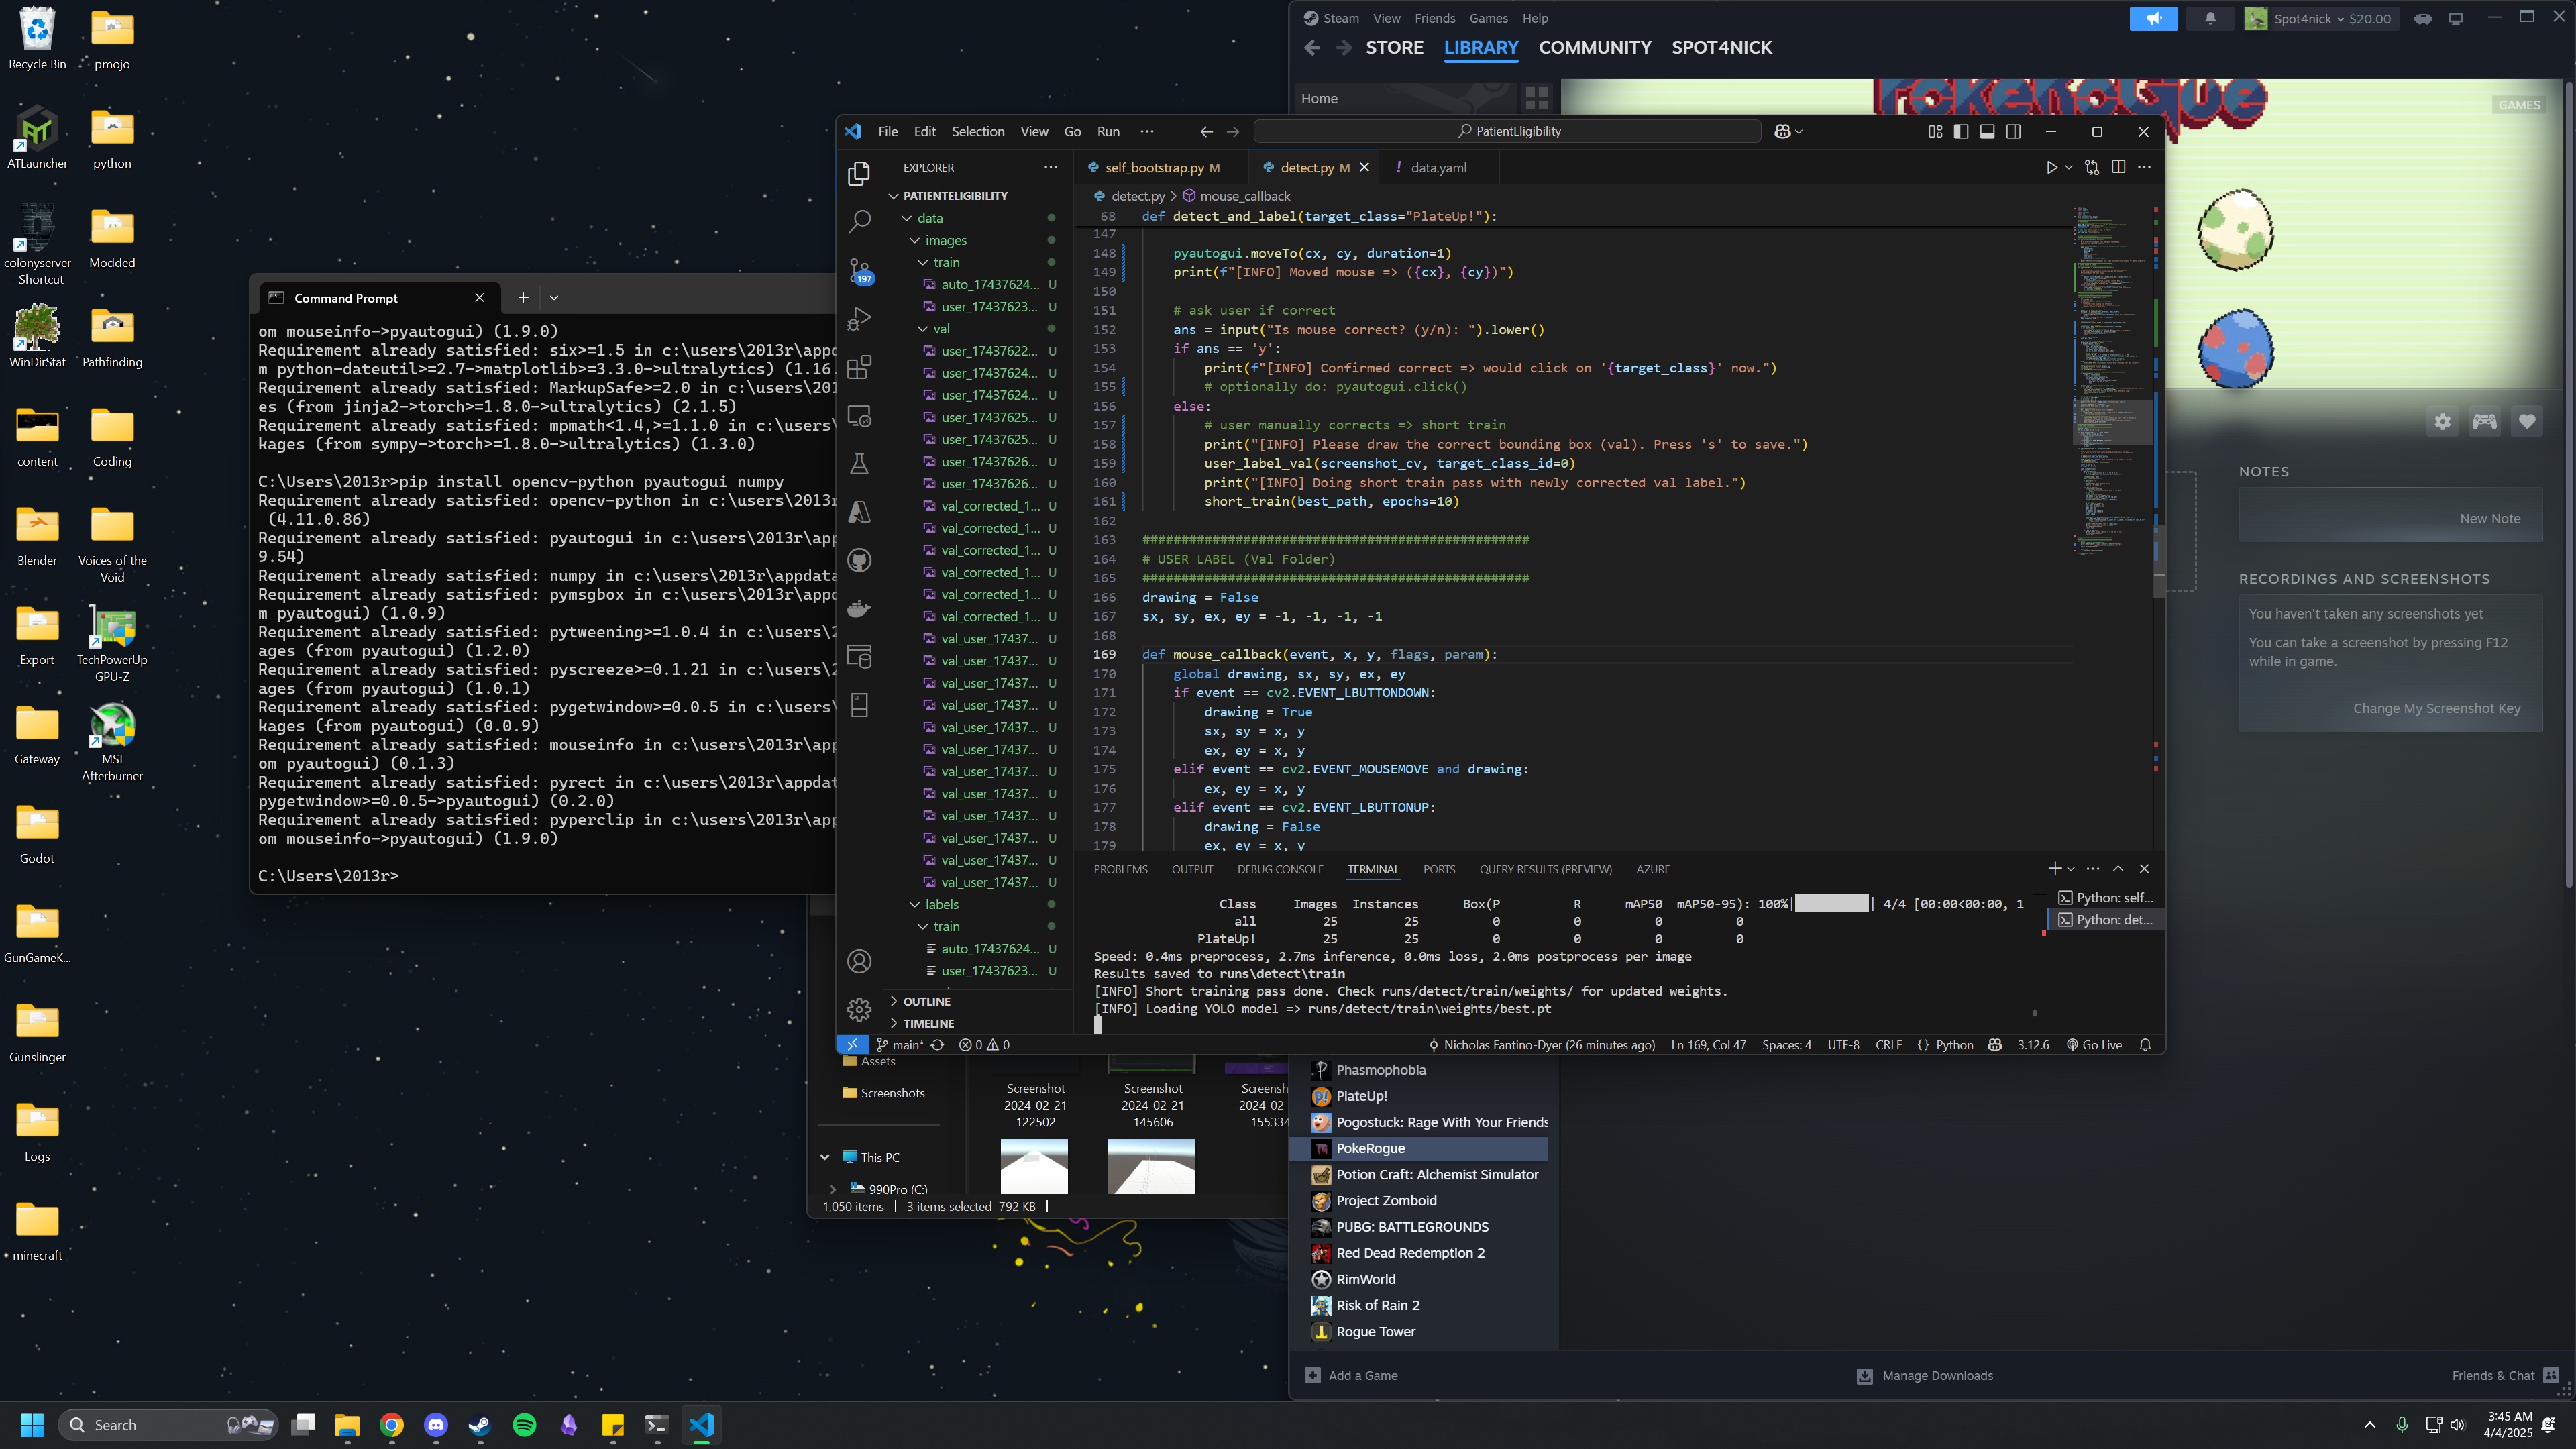 Recycle Bin
pmojo
ATLauncher
python
colonyserver
- Shortcut
Modded
WinDirStat
Pathfinding
content
Coding
Blender
Voices of the
Void
Export
TechPowerUp
GPU-Z
Gateway
MSI
Afterburner
Godot
GunGameK...
Gunslinger
Logs
minecraft
Command Prompt
om mouseinfo->pyautogui) (1.9.0)
Requirement already satisfied: six>=1.5 in c:\users\2013r\appd
m python-dateutil>=2.7->matplotlib>=3.3.0->ultralytics) (1.16.
Requirement already satisfied: MarkupSafe>=2.0 in c:\users\201
es (from jinja2->torch>=1.8.0->ultralytics) (2.1.5)
Requirement already satisfied: mpmath<1.4,>=1.1.0 in c:\users\
kages (from sympy->torch>=1.8.0->ultralytics) (1.3.0)
C:\Users\2013r>pip install opencv-python pyautogui numpy
Requirement already satisfied: opencv-python in c:\users\2013r
(4.11.0.86)
Requirement already satisfied: pyautogui in c:\users\2013r\app
9.54)
Requirement already satisfied: numpy in c:\users\2013r\appdata
Requirement already satisfied: pymsgbox in c:\users\2013r\appd
m pyautogui) (1.0.9)
Requirement already satisfied: pytweening>=1.0.4 in c:\users\2
ages (from pyautogui) (1.2.0)
Requirement already satisfied: pyscreeze>=0.1.21 in c:\users\2
ages (from pyautogui) (1.0.1)
Requirement already satisfied: pygetwindow>=0.0.5 in c:\users\
kages (from pyautogui) (0.0.9)
Requirement already satisfied: mouseinfo in c:\users\2013r\app
om pyautogui) (0.1.3)
Requirement already satisfied: pyrect in c:\users\2013r\appdat
pygetwindow>=0.0.5->pyautogui) (0.2.0)
Requirement already satisfied: pyperclip in c:\users\2013r\app
om mouseinfo->pyautogui) (1.9.0)
C:\Users\2013r>
Steam View Friends Games Help
Spot4nick $20.00
STORE LIBRARY COMMUNITY SPOT4NICK
Home
PokeRogue
GAMES
File Edit Selection View Go Run ···
PatientEligibility
EXPLORER ···
self_bootstrap.py M
detect.py M
! data.yaml
detect.py > mouse_callback
PATIENTELIGIBILITY
data
images
train
auto_17437624... U
user_17437623... U
val
user_17437622... U
user_17437624... U
user_17437624... U
user_17437625... U
user_17437625... U
user_17437626... U
user_17437626... U
val_corrected_1... U
val_corrected_1... U
val_corrected_1... U
val_corrected_1... U
val_corrected_1... U
val_corrected_1... U
val_user_17437... U
val_user_17437... U
val_user_17437... U
val_user_17437... U
val_user_17437... U
val_user_17437... U
val_user_17437... U
val_user_17437... U
val_user_17437... U
val_user_17437... U
val_user_17437... U
val_user_17437... U
labels
train
auto_17437624... U
user_17437623... U
OUTLINE
TIMELINE
197
68 def detect_and_label(target_class="PlateUp!"):
147
148 pyautogui.moveTo(cx, cy, duration=1)
149 print(f"[INFO] Moved mouse => ({cx}, {cy})")
150
151 # ask user if correct
152 ans = input("Is mouse correct? (y/n): ").lower()
153 if ans == 'y':
154 print(f"[INFO] Confirmed correct => would click on '{target_class}' now.")
155 # optionally do: pyautogui.click()
156 else:
157 # user manually corrects => short train
158 print("[INFO] Please draw the correct bounding box (val). Press 's' to save.")
159 user_label_val(screenshot_cv, target_class_id=0)
160 print("[INFO] Doing short train pass with newly corrected val label.")
161 short_train(best_path, epochs=10)
162
163 ##################################################
164 # USER LABEL (Val Folder)
165 ##################################################
166 drawing = False
167 sx, sy, ex, ey = -1, -1, -1, -1
168
169 def mouse_callback(event, x, y, flags, param):
170 global drawing, sx, sy, ex, ey
171 if event == cv2.EVENT_LBUTTONDOWN:
172 drawing = True
173 sx, sy = x, y
174 ex, ey = x, y
175 elif event == cv2.EVENT_MOUSEMOVE and drawing:
176 ex, ey = x, y
177 elif event == cv2.EVENT_LBUTTONUP:
178 drawing = False
179 ex, ey = x, y
PROBLEMS OUTPUT DEBUG CONSOLE TERMINAL PORTS QUERY RESULTS (PREVIEW) AZURE
Class Images Instances Box(P R mAP50 mAP50-95): 100%| | 4/4 [00:00<00:00, 1
all 25 25 0 0 0 0
PlateUp! 25 25 0 0 0 0
Speed: 0.4ms preprocess, 2.7ms inference, 0.0ms loss, 2.0ms postprocess per image
Results saved to runs\detect\train
[INFO] Short training pass done. Check runs/detect/train/weights/ for updated weights.
[INFO] Loading YOLO model => runs/detect/train\weights/best.pt
Python: self...
Python: det...
main* 0 0
Nicholas Fantino-Dyer (26 minutes ago) Ln 169, Col 47 Spaces: 4 UTF-8 CRLF { } Python 3.12.6 Go Live
NOTES
New Note
RECORDINGS AND SCREENSHOTS
You haven't taken any screenshots yet
You can take a screenshot by pressing F12
while in game.
Change My Screenshot Key
Assets
Screenshots
This PC
990Pro (C:)
Screenshot
2024-02-21
122502
Screenshot
2024-02-21
145606
Screensh
2024-02-
155334
1,050 items 3 items selected 792 KB
Phasmophobia
PlateUp!
Pogostuck: Rage With Your Friends
PokeRogue
Potion Craft: Alchemist Simulator
Project Zomboid
PUBG: BATTLEGROUNDS
Red Dead Redemption 2
RimWorld
Risk of Rain 2
Rogue Tower
Add a Game
Manage Downloads
Friends & Chat
Search
3:45 AM
4/4/2025